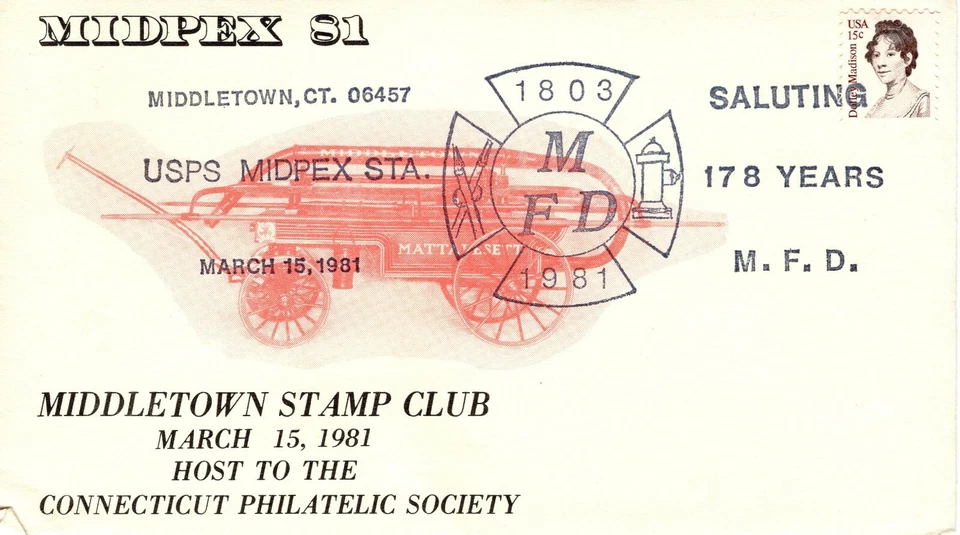 MIDPEX 81
USA
15c
Dolley Madison
MIDDLETOWN, CT. 06457
USPS MIDPEX STA.
MARCH 15, 1981
1803
M
F D
1981
SALUTING
178 YEARS
M. F. D.
MATTABESETT
MIDDLETOWN STAMP CLUB
MARCH 15, 1981
HOST TO THE
CONNECTICUT PHILATELIC SOCIETY